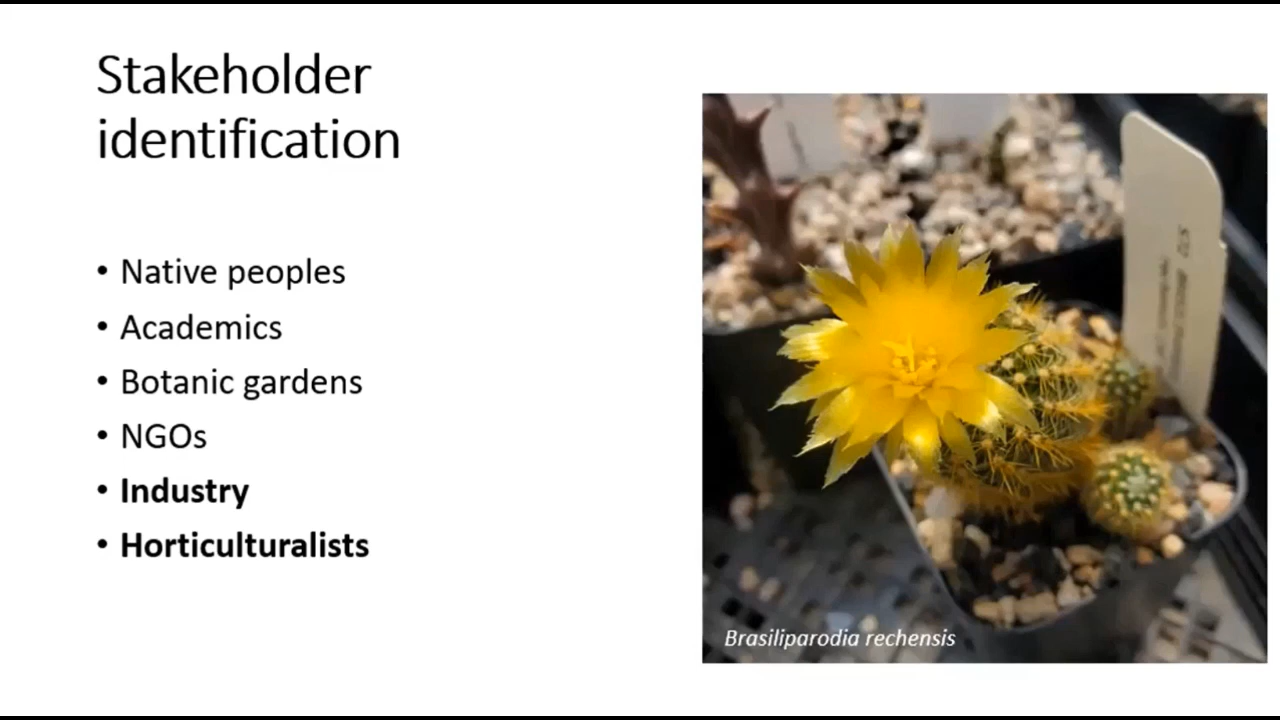 Stakeholder
identification
• Native peoples
• Academics
• Botanic gardens
• NGOs
• Industry
• Horticulturalists
Brasiliparodia rechensis